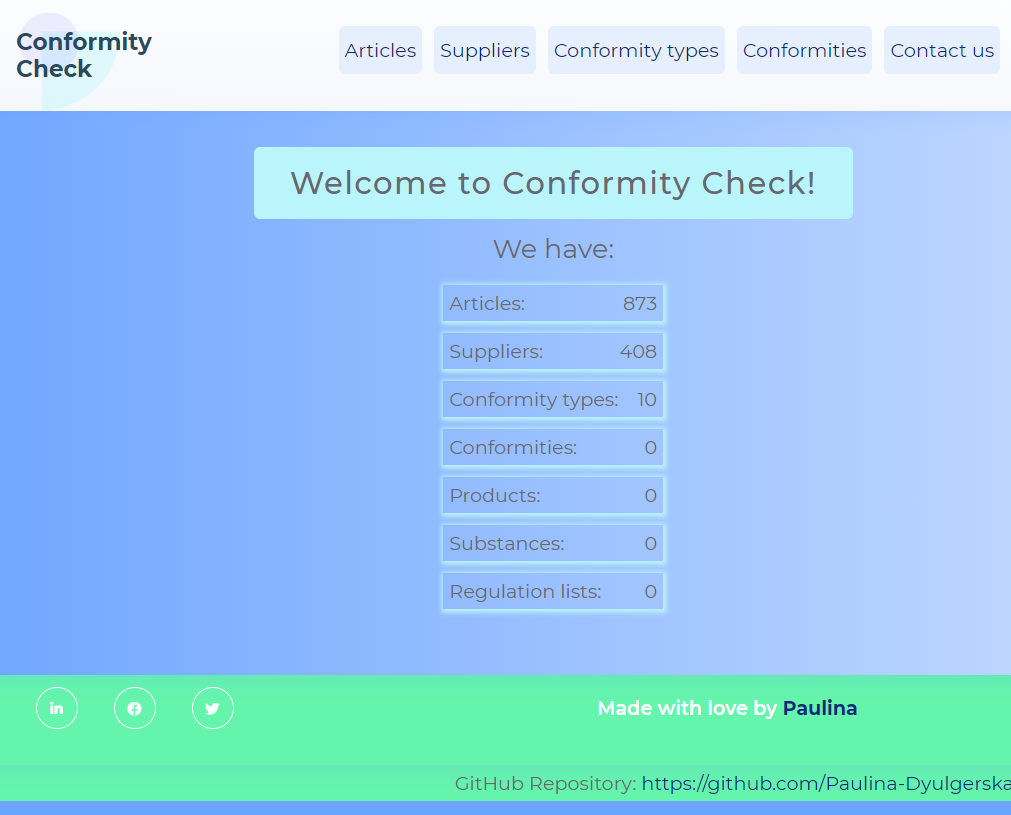 Conformity
Check
Articles Suppliers Conformity types Conformities Contact us
Welcome to Conformity Check!
We have:
Articles: 873
Suppliers: 408
Conformity types: 10
Conformities: 0
Products: 0
Substances: 0
Regulation lists: 0
in
Made with love by Paulina
GitHub Repository: https://github.com/Paulina-Dyulgerska